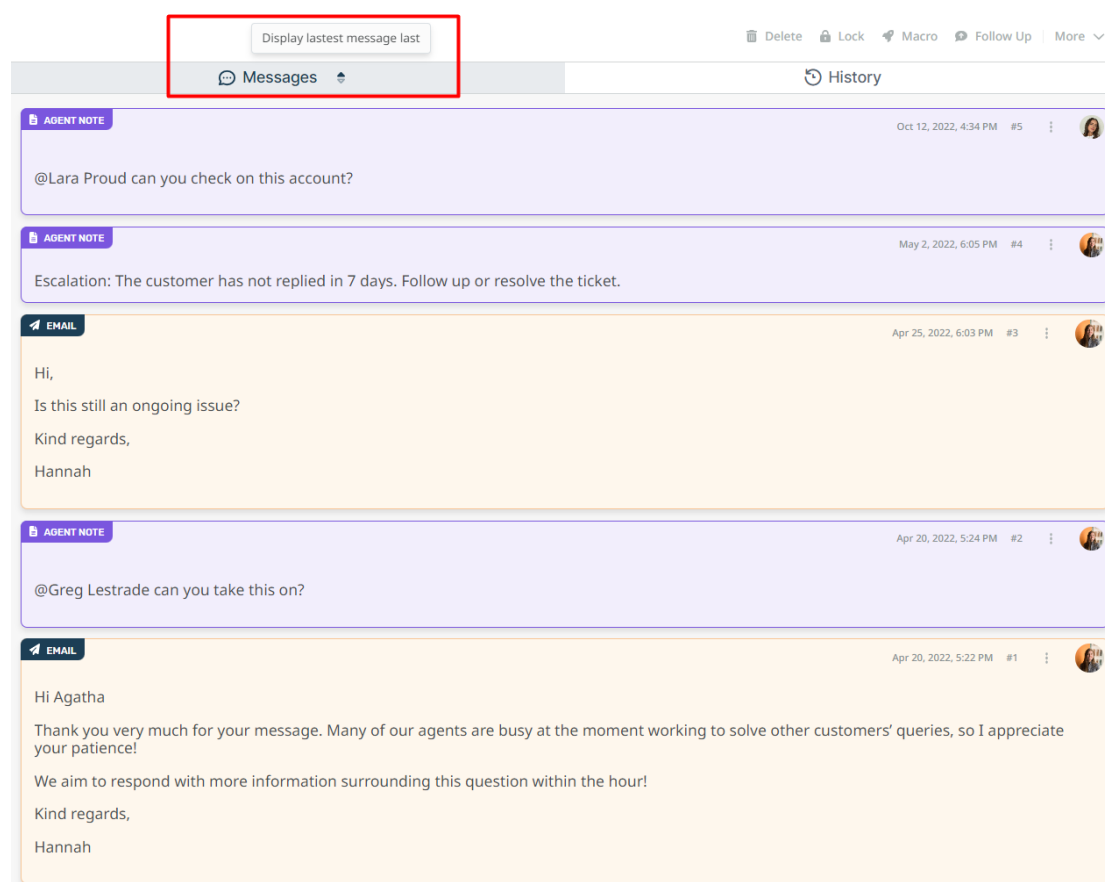 Display lastest message last
Delete Lock Macro Follow Up More
Messages History
AGENT NOTE
Oct 12, 2022, 4:34 PM #5
@Lara Proud can you check on this account?
AGENT NOTE
May 2, 2022, 6:05 PM #4
Escalation: The customer has not replied in 7 days. Follow up or resolve the ticket.
EMAIL
Apr 25, 2022, 6:03 PM #3
Hi,
Is this still an ongoing issue?
Kind regards,
Hannah
AGENT NOTE
Apr 20, 2022, 5:24 PM #2
@Greg Lestrade can you take this on?
EMAIL
Apr 20, 2022, 5:22 PM #1
Hi Agatha
Thank you very much for your message. Many of our agents are busy at the moment working to solve other customers’ queries, so I appreciate
your patience!
We aim to respond with more information surrounding this question within the hour!
Kind regards,
Hannah